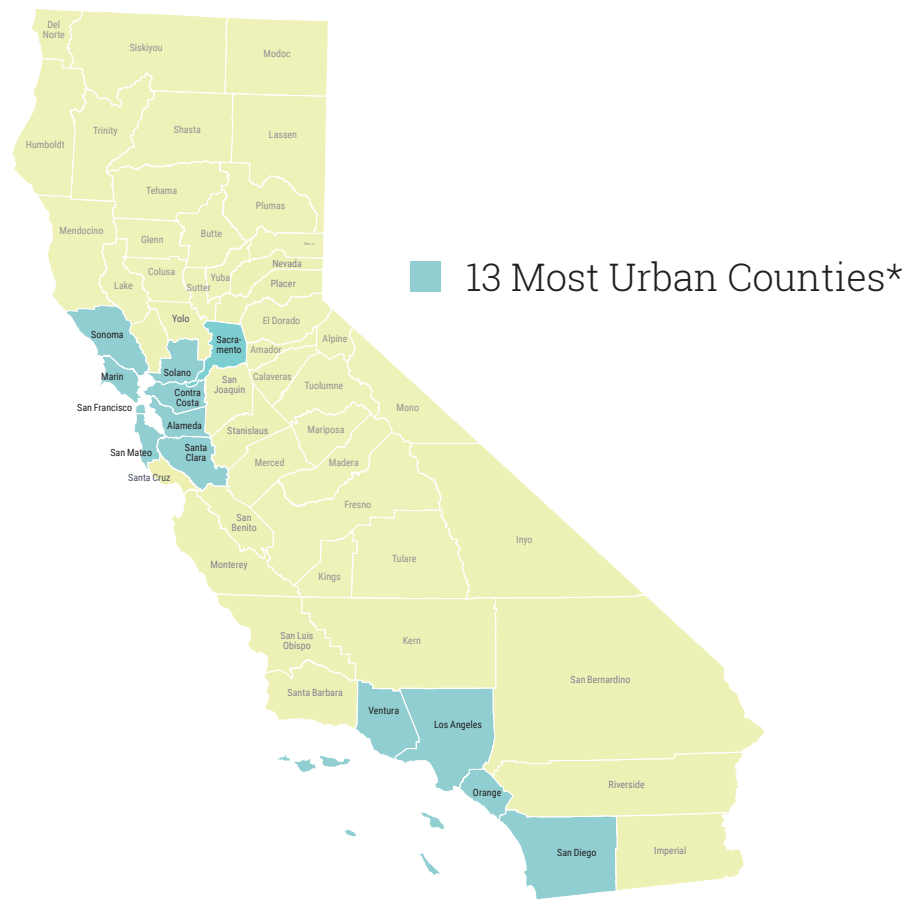 Del
Norte
Siskiyou
Modoc
Humboldt
Trinity
Shasta
Lassen
Tehama
Plumas
Mendocino
Glenn
Butte
Lake
Colusa
Sutter
Yuba
Nevada
Placer
13 Most Urban Counties*
Sonoma
Yolo
Sacra-
mento
El Dorado
Alpine
Amador
Marin
Solano
San
Joaquin
Calaveras
Tuolumne
Contra
Costa
San Francisco
Mono
Alameda
Stanislaus
Mariposa
San Mateo
Santa
Clara
Merced
Madera
Santa Cruz
Fresno
San
Benito
Inyo
Monterey
Kings
Tulare
San Luis
Obispo
Kern
San Bernardino
Santa Barbara
Ventura
Los Angeles
Orange
Riverside
San Diego
Imperial